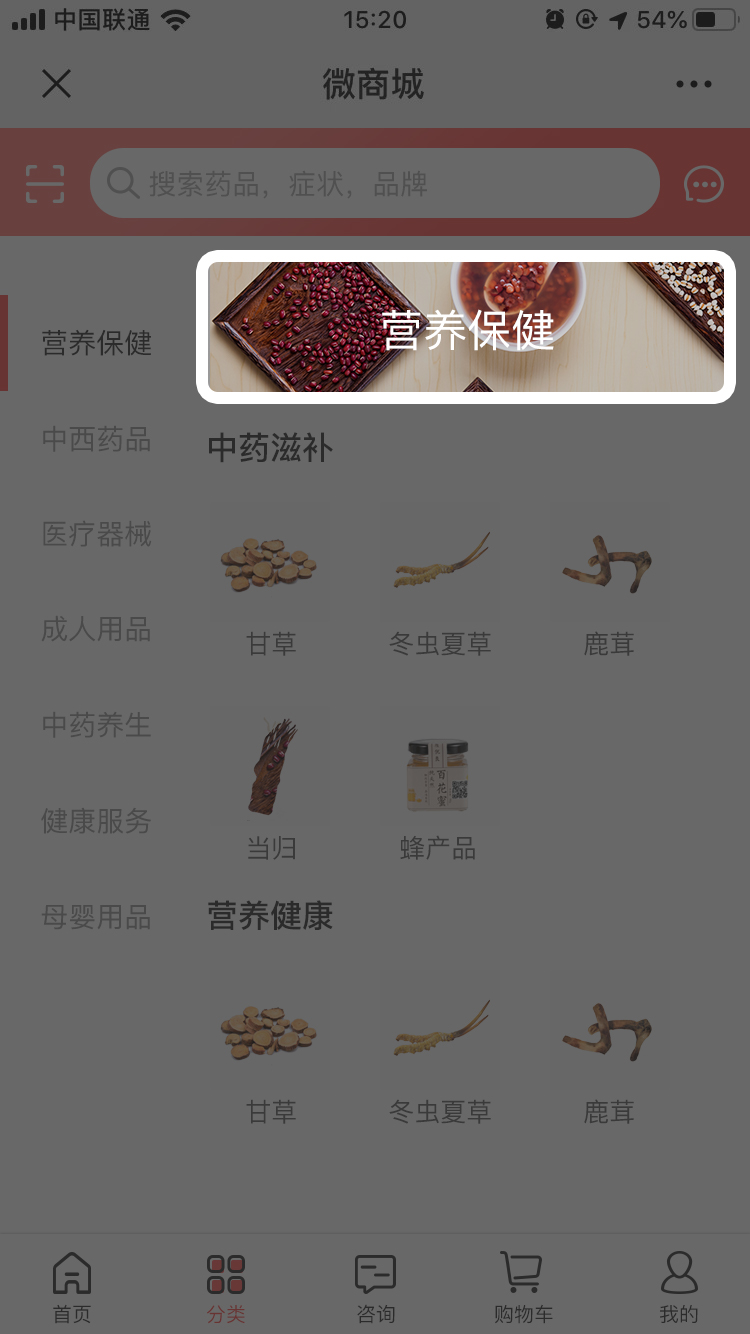 中国联通
15:20
54%
微商城
搜索药品，症状，品牌
营养保健
营养保健
中西药品
医疗器械
成人用品
中药养生
健康服务
母婴用品
中药滋补
甘草
冬虫夏草
鹿茸
当归
百花蜜
蜂产品
营养健康
甘草
冬虫夏草
鹿茸
首页
分类
咨询
购物车
我的